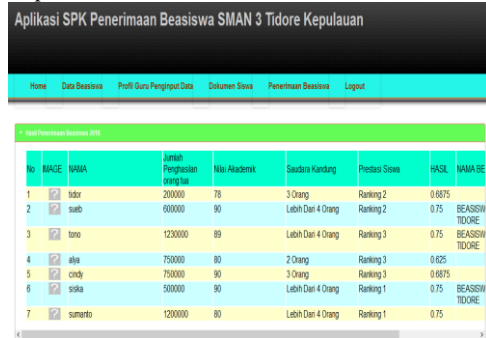 Aplikasi SPK Penerimaan Beasiswa SMAN 3 Tidore Kepulauan
Home Data Beasiswa Profil Guru Penginput Data Dokumen Siswa Penerimaan Beasiswa Logout
Hasil Penerimaan Beasiswa 2016
No IMAGE NAMA Jumlah Penghasilan orang tua Nilai Akademik Saudara Kandung Prestasi Siswa HASIL NAMA BE
1 tidor 200000 78 3 Orang Ranking 2 0.6875
2 sueb 600000 90 Lebih Dari 4 Orang Ranking 2 0.75 BEASISW TIDORE
3 tono 1230000 89 Lebih Dari 4 Orang Ranking 3 0.75 BEASISW TIDORE
4 alya 750000 80 2 Orang Ranking 3 0.625
5 cindy 750000 90 3 Orang Ranking 3 0.6875
6 siska 500000 90 Lebih Dari 4 Orang Ranking 1 0.75 BEASISW TIDORE
7 sumanto 1200000 80 Lebih Dari 4 Orang Ranking 1 0.75